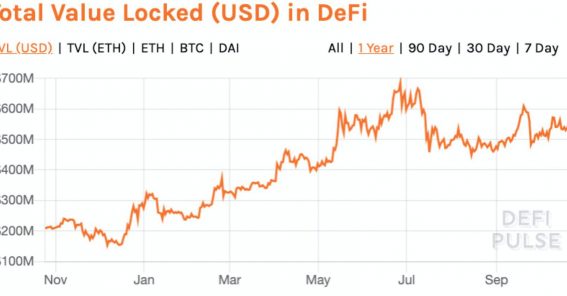 Total Value Locked (USD) in DeFi
TVL (USD) | TVL (ETH) | ETH | BTC | DAI
All | 1 Year | 90 Day | 30 Day | 7 Day
$700M
$600M
$500M
$400M
$300M
$200M
$100M
DEFI
PULSE
Nov Jan Mar May Jul Sep